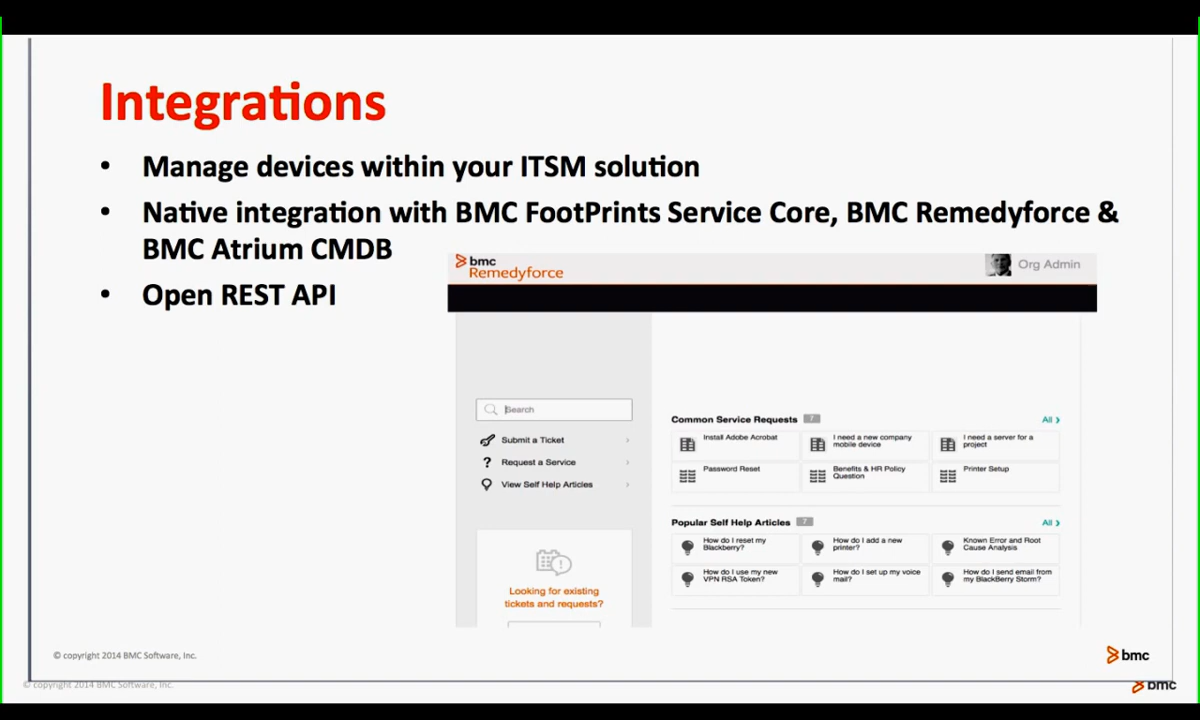 Integrations
• Manage devices within your ITSM solution
• Native integration with BMC FootPrints Service Core, BMC Remedyforce &
BMC Atrium CMDB
• Open REST API
bmc
Remedyforce
Org Admin
Search
Submit a Ticket
? Request a Service
View Self Help Articles
Looking for existing
tickets and requests?
Common Service Requests 7
All
Install Adobe Acrobat
I need a new company
mobile device
I need a server for a
project
Password Reset
Benefits & HR Policy
Question
Printer Setup
Popular Self Help Articles 7
All
How do I reset my
Blackberry?
How do I add a new
printer?
Known Error and Root
Cause Analysis
How do I use my new
VPN RSA Token?
How do I set up my voice
mail?
How do I send email from
my BlackBerry Storm?
© copyright 2014 BMC Software, Inc.
bmc
© copyright 2014 BMC Software, Inc.
bmc